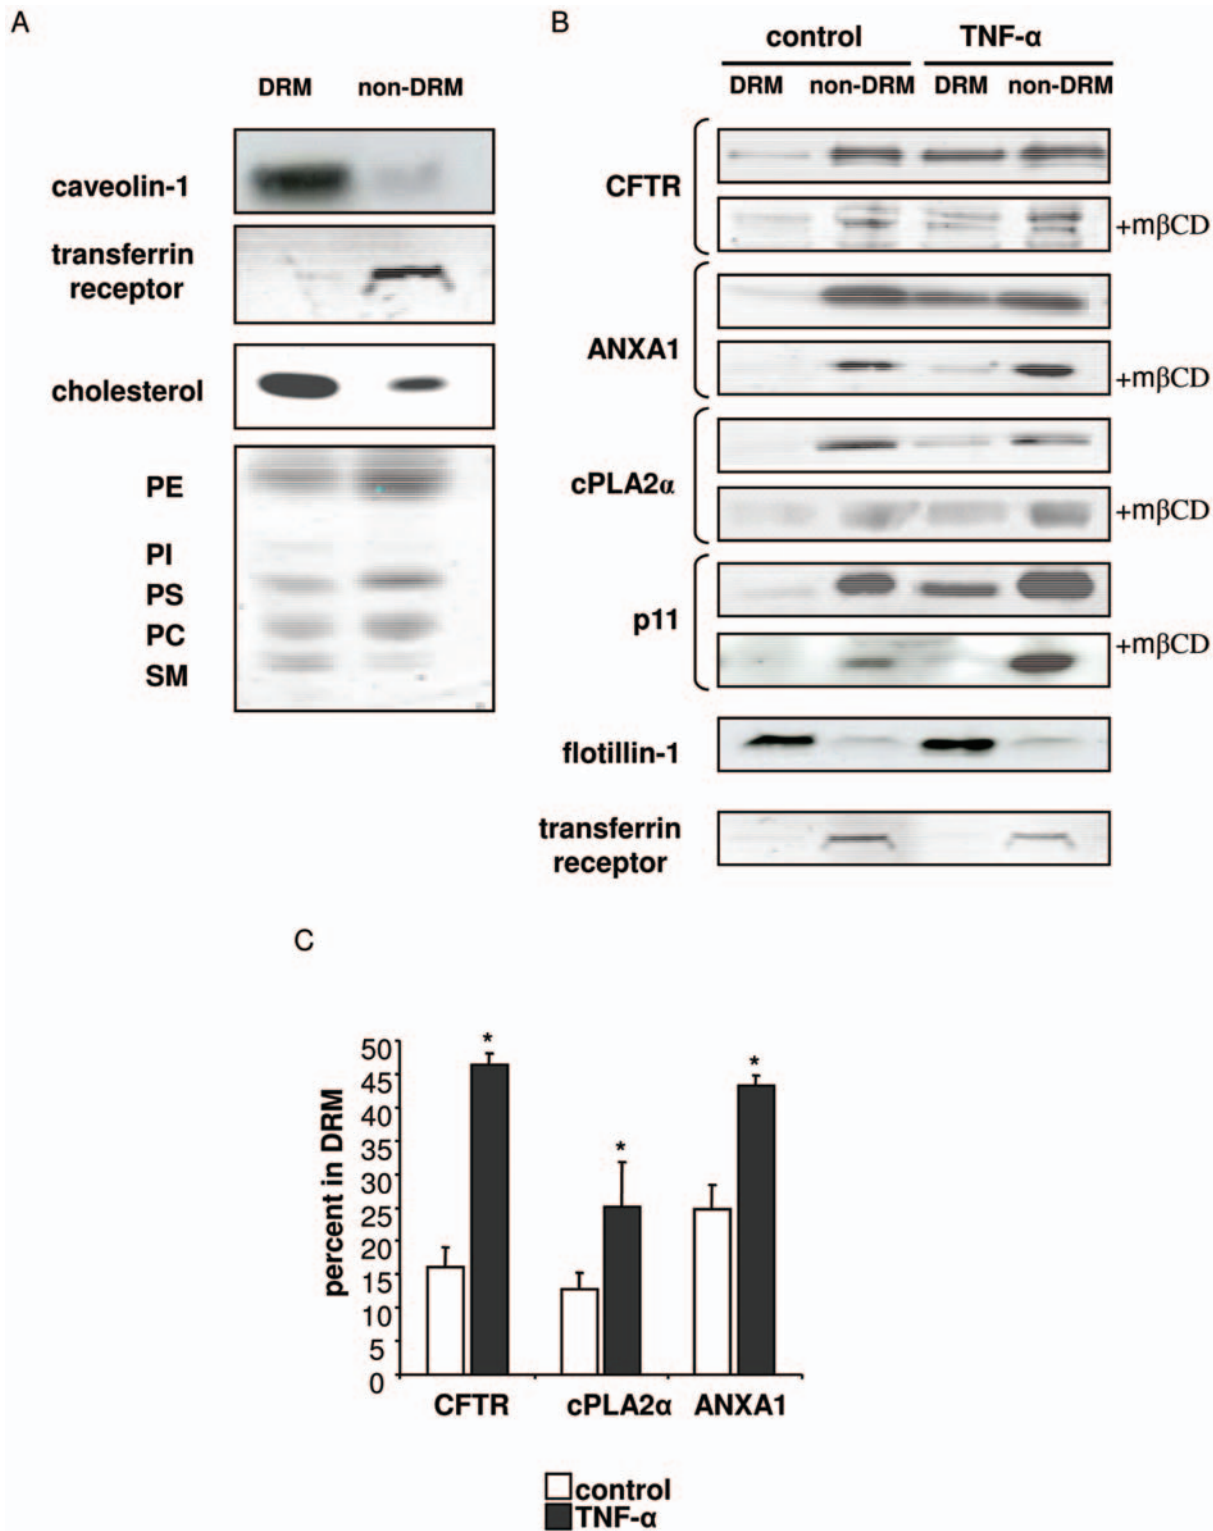 A
DRM non-DRM
caveolin-1
transferrin
receptor
cholesterol
PE
PI
PS
PC
SM
B
control TNF-α
DRM non-DRM DRM non-DRM
CFTR
+mβCD
ANXA1
+mβCD
cPLA2α
+mβCD
p11
+mβCD
flotillin-1
transferrin
receptor
C
percent in DRM
50
45
40
35
30
25
20
15
10
5
0
*
*
*
CFTR cPLA2α ANXA1
control
TNF-α